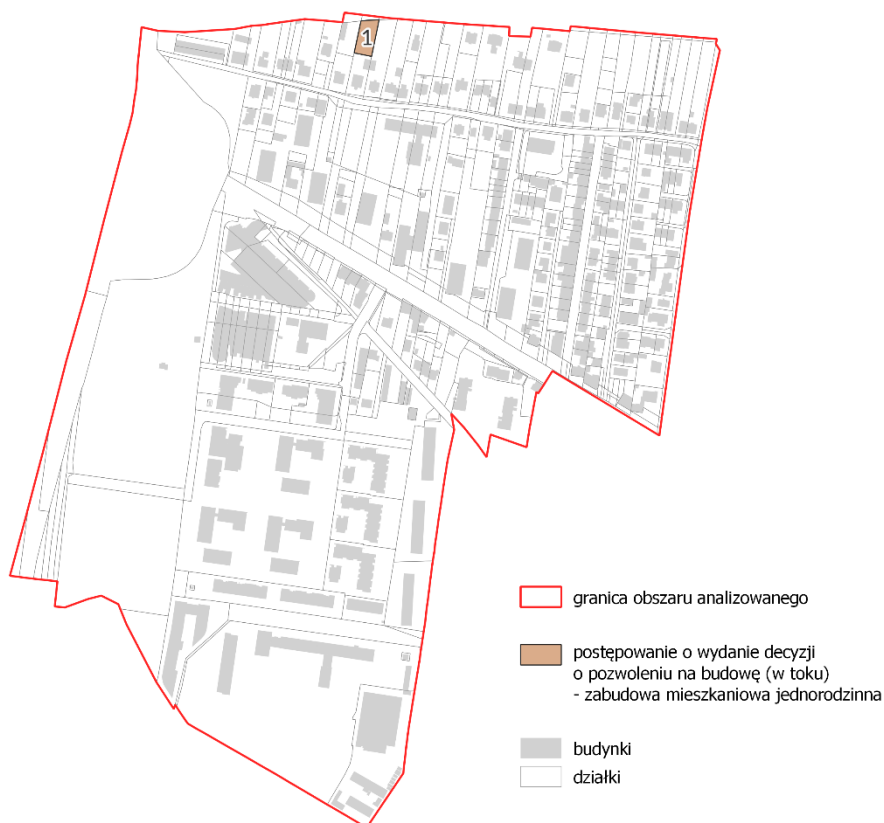 1
granica obszaru analizowanego
postępowanie o wydanie decyzji
o pozwoleniu na budowę (w toku)
- zabudowa mieszkaniowa jednorodzinna
budynki
działki